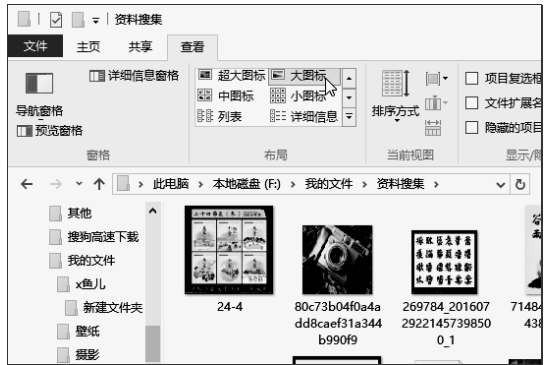 资料搜集
文件 主页 共享 查看
导航窗格
预览窗格
详细信息窗格
窗格
超大图标 大图标
中图标 小图标
列表 详细信息
布局
排序方式
当前视图
项目复选框
文件扩展名
隐藏的项目
显示/隐
此电脑 › 本地磁盘 (F:) › 我的文件 › 资料搜集 ›
其他
搜狗高速下载
我的文件
x鱼儿
新建文件夹
壁纸
摄影
24-4
80c73b04f0a4a
dd8caef31a344
b990f9
269784_201607
2922145739850
0_1
71484
438